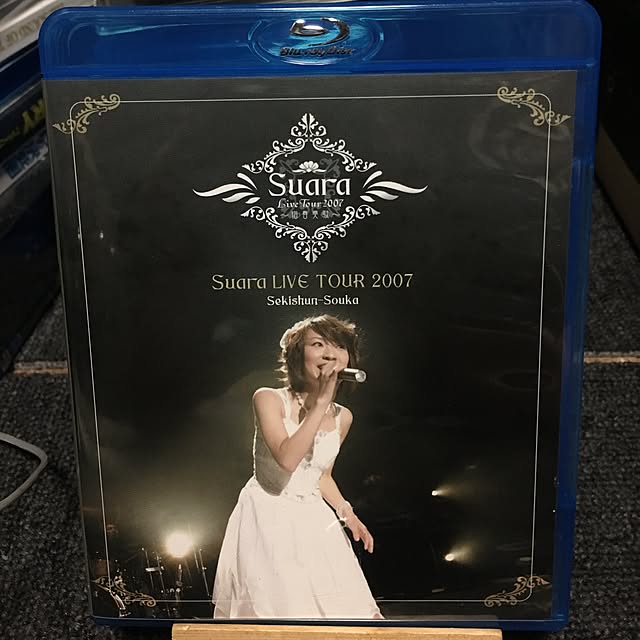 Blu-ray Disc
Suara
Live Tour 2007
Suara LIVE TOUR 2007
Sekishun-Souka